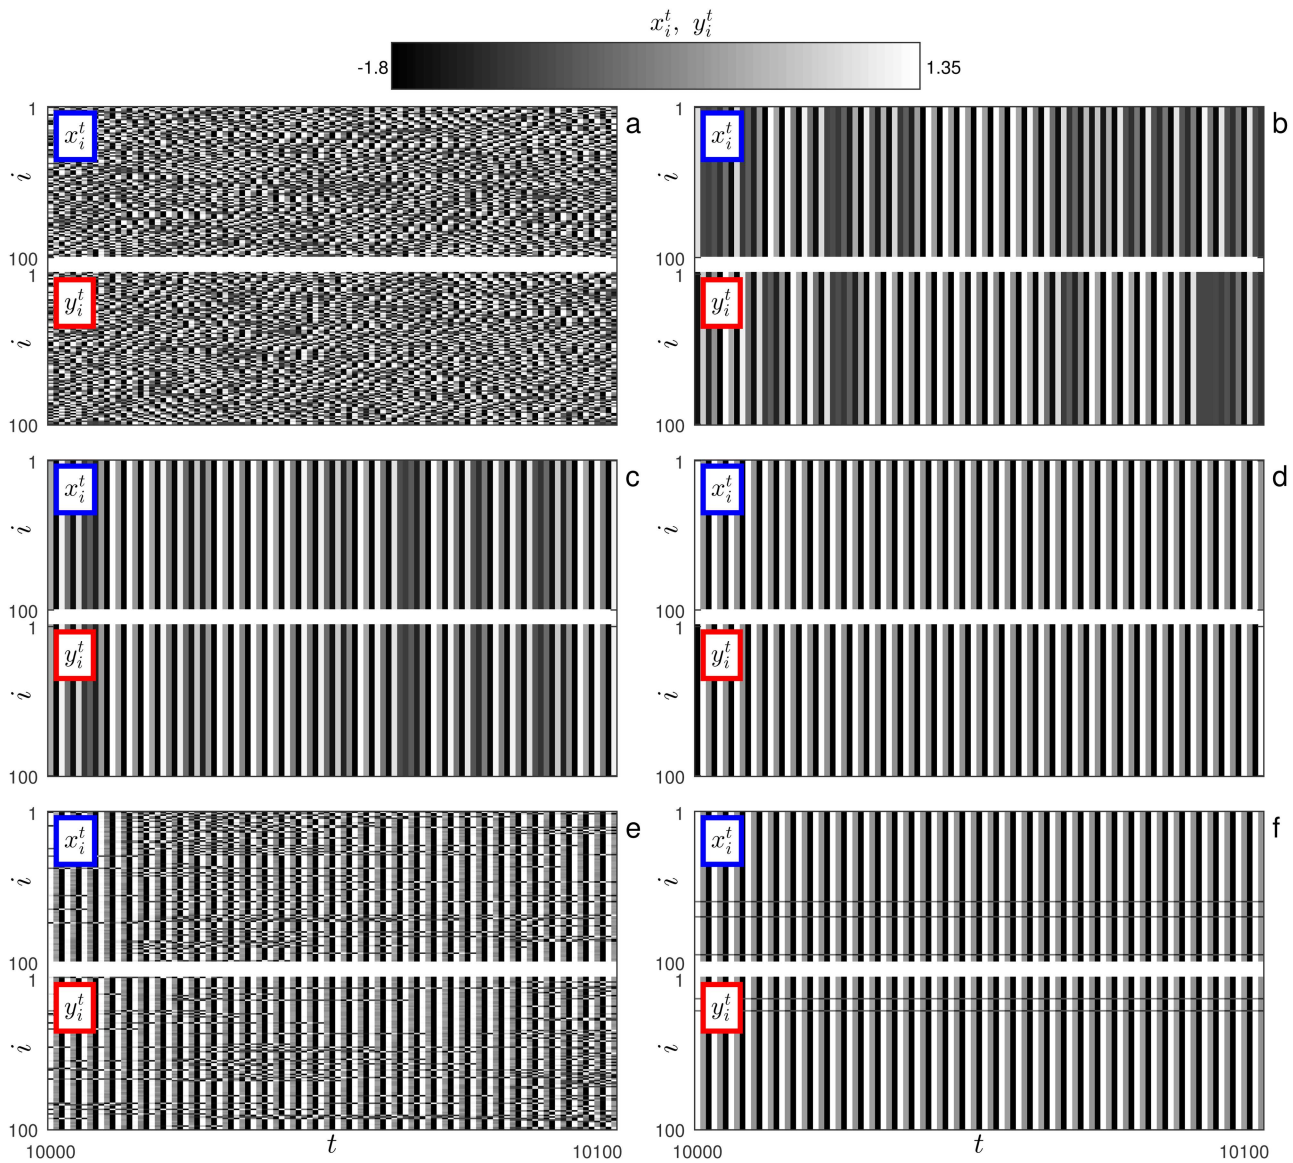 x_i^t, y_i^t
-1.8 1.35
1 x_i^t a 1 x_i^t b
i i
100 100
1 y_i^t 1 y_i^t
i i
100 100
1 x_i^t c 1 x_i^t d
i i
100 100
1 y_i^t 1 y_i^t
i i
100 100
1 x_i^t e 1 x_i^t f
i i
100 100
1 y_i^t 1 y_i^t
i i
100 100
10000 t 10100 10000 t 10100